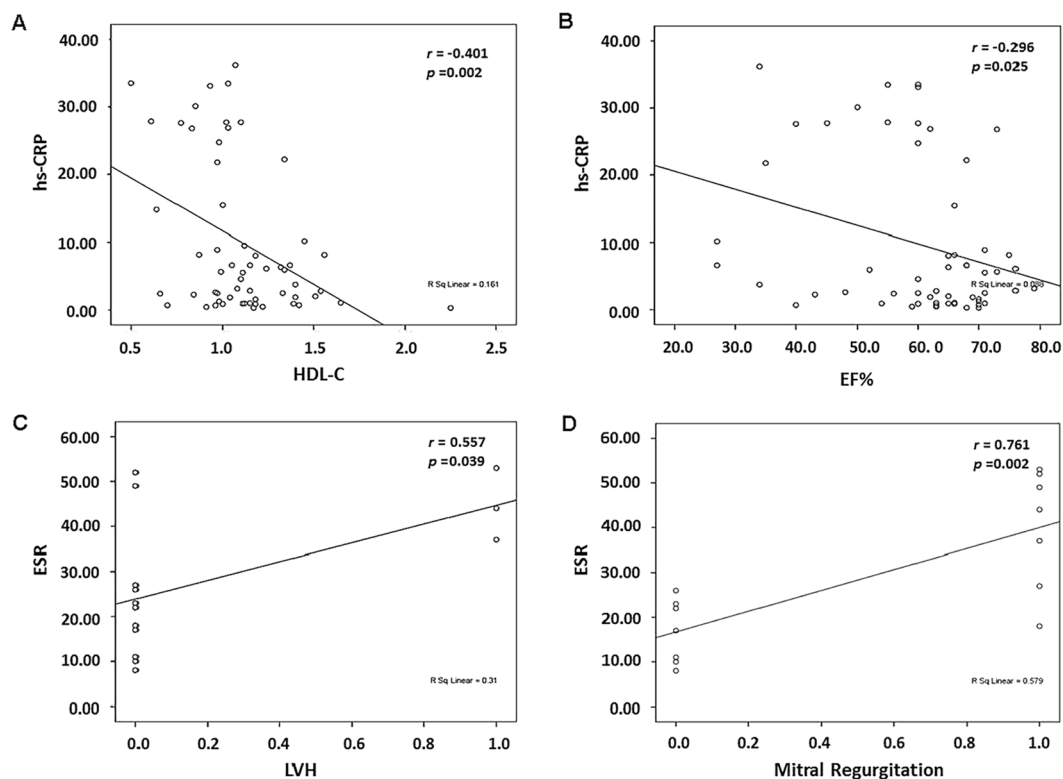 A
r = -0.401
p =0.002
40.00
30.00
20.00
10.00
0.00
hs-CRP
R Sq Linear = 0.161
0.5 1.0 1.5 2.0 2.5
HDL-C
B
r = -0.296
p =0.025
40.00
30.00
20.00
10.00
0.00
hs-CRP
R Sq Linear =
20.0 30.0 40.0 50.0 60. 0 70.0 80.0
EF%
C
r = 0.557
p =0.039
60.00
50.00
40.00
30.00
20.00
10.00
0.00
ESR
R Sq Linear = 0.31
0.0 0.2 0.4 0.6 0.8 1.0
LVH
D
r = 0.761
p =0.002
60.00
50.00
40.00
30.00
20.00
10.00
0.00
ESR
R Sq Linear = 0.579
0.0 0.2 0.4 0.6 0.8 1.0
Mitral Regurgitation